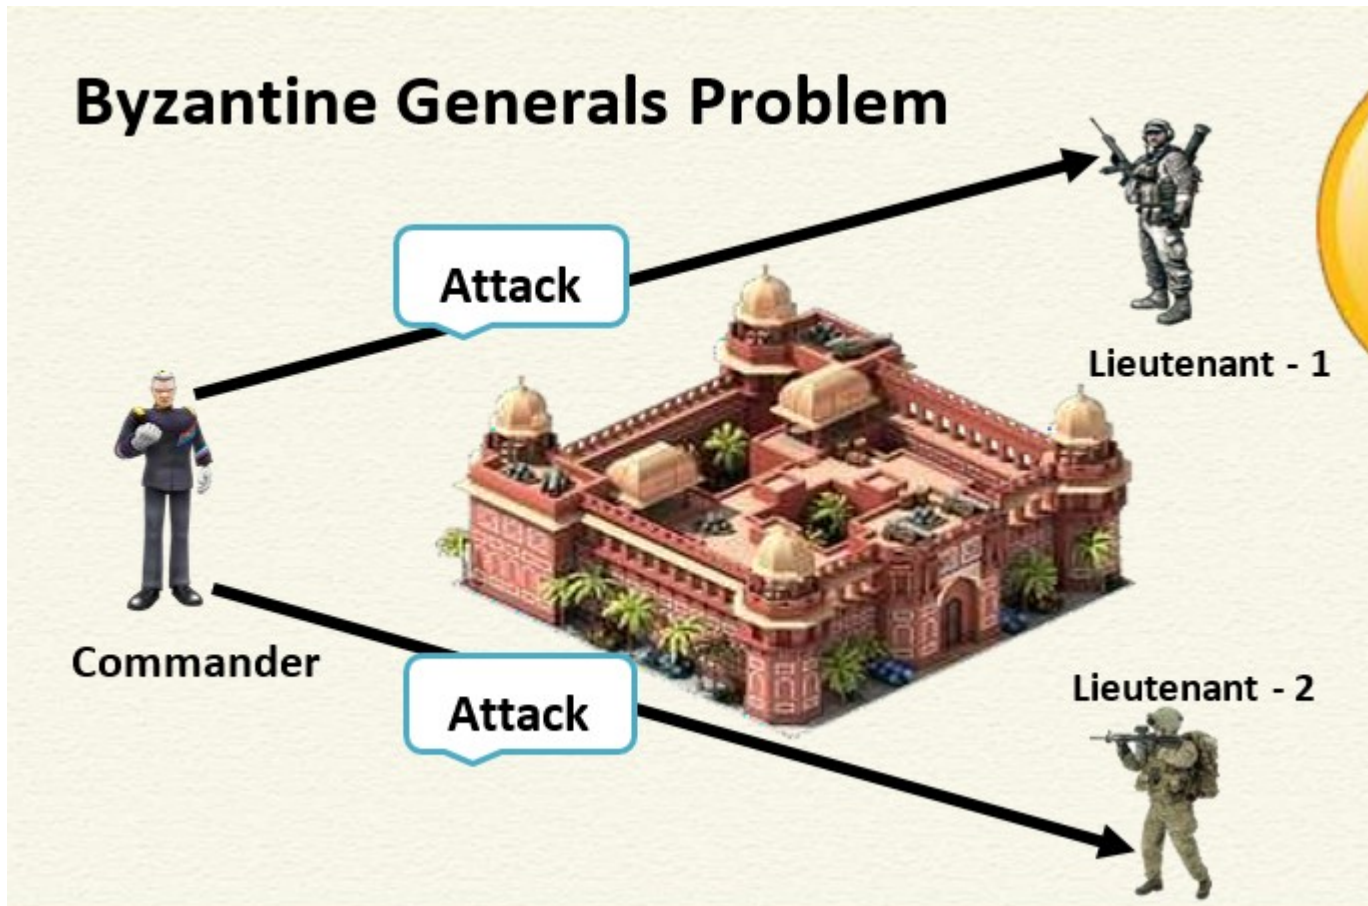 Byzantine Generals Problem
Attack
Lieutenant - 1
Commander
Lieutenant - 2
Attack